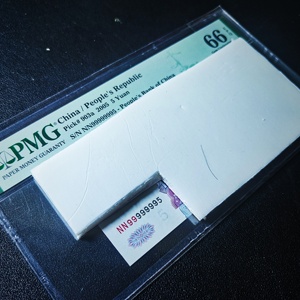 China / People's Republic
Pick# 903a 2005 5 Yuan
S/N NN99999995 - People's Bank of China
66
PMG
PAPER MONEY GUARANTY
NN99999995
5